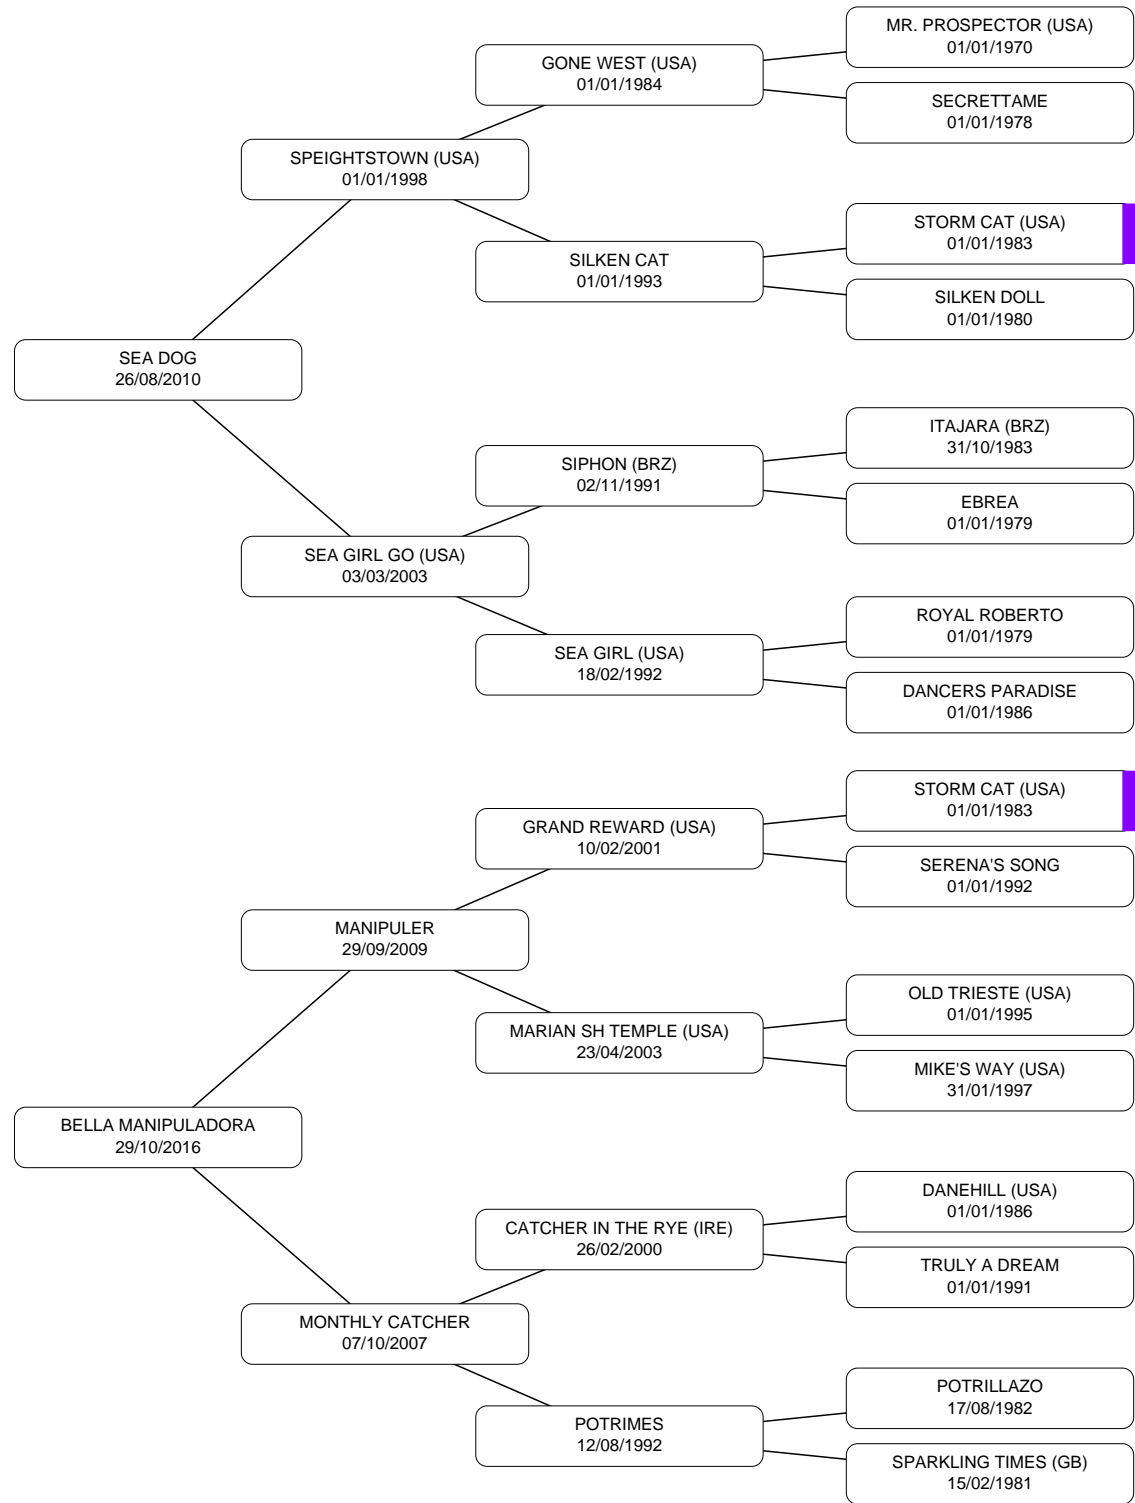 MR. PROSPECTOR (USA)
01/01/1970
GONE WEST (USA)
01/01/1984
SECRETTAME
01/01/1978
SPEIGHTSTOWN (USA)
01/01/1998
STORM CAT (USA)
01/01/1983
SILKEN CAT
01/01/1993
SILKEN DOLL
01/01/1980
SEA DOG
26/08/2010
ITAJARA (BRZ)
31/10/1983
SIPHON (BRZ)
02/11/1991
EBREA
01/01/1979
SEA GIRL GO (USA)
03/03/2003
ROYAL ROBERTO
01/01/1979
SEA GIRL (USA)
18/02/1992
DANCERS PARADISE
01/01/1986
STORM CAT (USA)
01/01/1983
GRAND REWARD (USA)
10/02/2001
SERENA'S SONG
01/01/1992
MANIPULER
29/09/2009
OLD TRIESTE (USA)
01/01/1995
MARIAN SH TEMPLE (USA)
23/04/2003
MIKE'S WAY (USA)
31/01/1997
BELLA MANIPULADORA
29/10/2016
DANEHILL (USA)
01/01/1986
CATCHER IN THE RYE (IRE)
26/02/2000
TRULY A DREAM
01/01/1991
MONTHLY CATCHER
07/10/2007
POTRILLAZO
17/08/1982
POTRIMES
12/08/1992
SPARKLING TIMES (GB)
15/02/1981